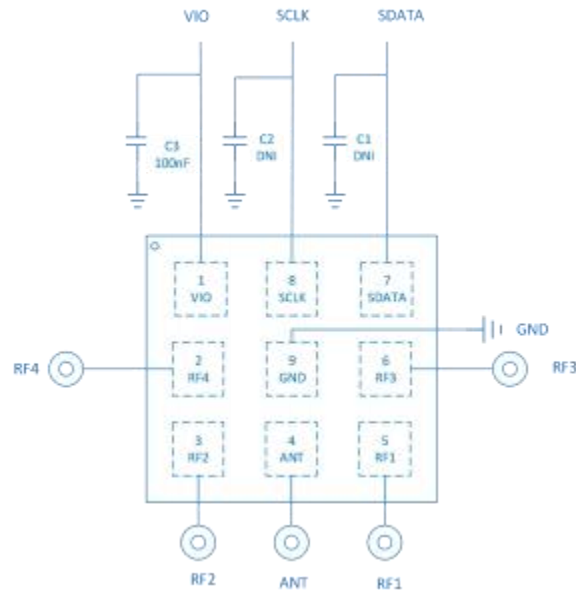 VIO SCLK SDATA
C3
100nF
C2
DNI
C1
DNI
1
VIO
8
SCLK
7
SDATA
GND
RF4
2
RF4
9
GND
6
RF3
RF3
3
RF2
4
ANT
5
RF1
RF2 ANT RF1